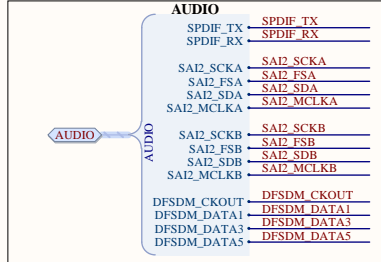 AUDIO
SPDIF_TX SPDIF_TX
SPDIF_RX SPDIF_RX
SAI2_SCKA SAI2_SCKA
SAI2_FSA SAI2_FSA
SAI2_SDA SAI2_SDA
SAI2_MCLKA SAI2_MCLKA
AUDIO AUDIO
SAI2_SCKB SAI2_SCKB
SAI2_FSB SAI2_FSB
SAI2_SDB SAI2_SDB
SAI2_MCLKB SAI2_MCLKB
DFSDM_CKOUT DFSDM_CKOUT
DFSDM_DATA1 DFSDM_DATA1
DFSDM_DATA3 DFSDM_DATA3
DFSDM_DATA5 DFSDM_DATA5